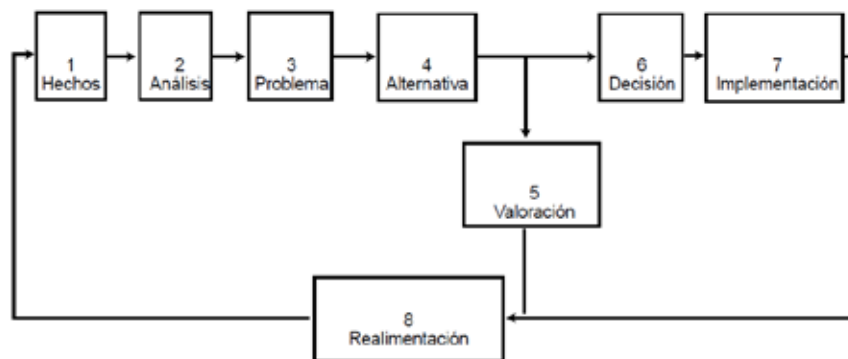 1
Hechos
2
Análisis
3
Problema
4
Alternativa
6
Decisión
7
Implementación
5
Valoración
8
Realimentación